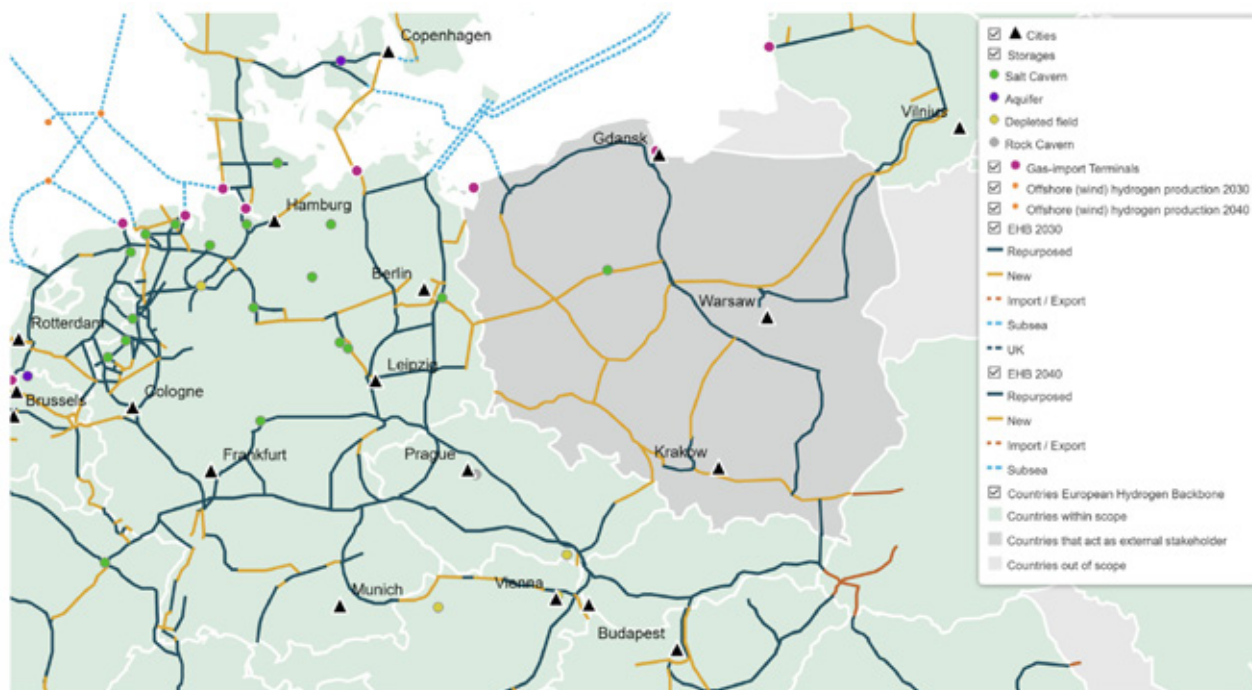 Copenhagen
Vilnius
Gdansk
Hamburg
Berlin
Warsaw
Rotterdam
Leipzig
Cologne
Brussels
Frankfurt
Prague
Krakow
Munich
Vienna
Budapest
Cities
Storages
Salt Cavern
Aquifer
Depleted field
Rock Cavern
Gas-import Terminals
Offshore (wind) hydrogen production 2030
Offshore (wind) hydrogen production 2040
EHB 2030
Repurposed
New
Import / Export
Subsea
UK
EHB 2040
Repurposed
New
Import / Export
Subsea
Countries European Hydrogen Backbone
Countries within scope
Countries that act as external stakeholder
Countries out of scope